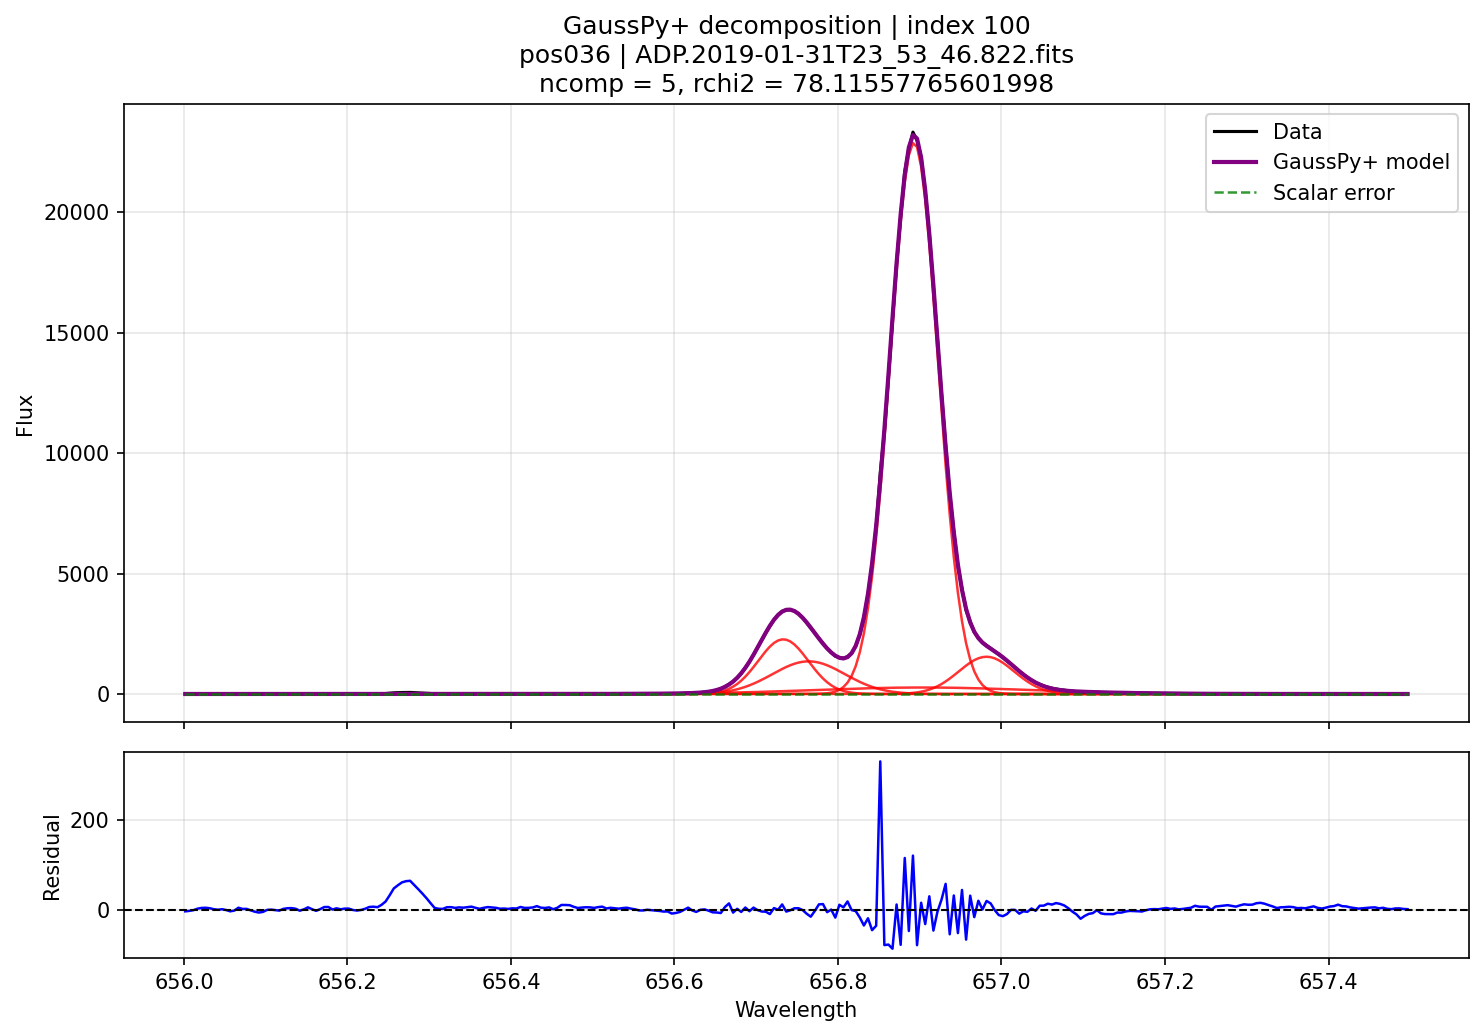 GaussPy+ decomposition | index 100
pos036 | ADP.2019-01-31T23_53_46.822.fits
ncomp = 5, rchi2 = 78.11557765601998
Data
GaussPy+ model
Scalar error
Flux
20000
15000
10000
5000
0
Residual
200
0
656.0
656.2
656.4
656.6
656.8
657.0
657.2
657.4
Wavelength